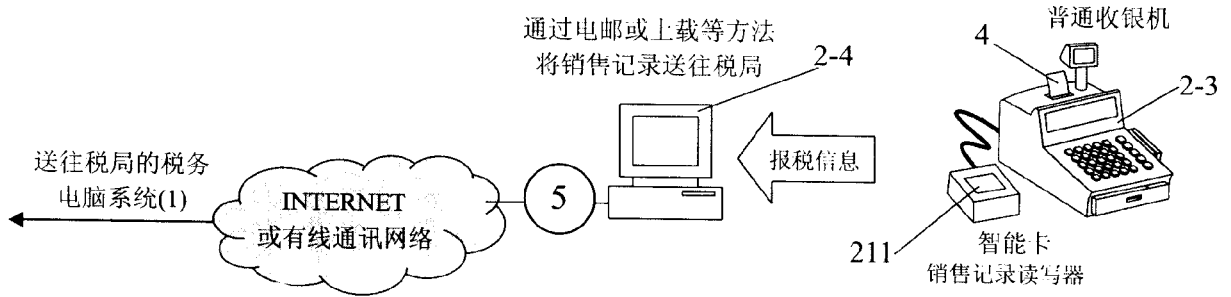 普通收银机
通过电邮或上载等方法
将销售记录送往税局
2-4
4
2-3
送往税局的税务
电脑系统(1)
INTERNET
或有线通讯网络
5
报税信息
211
智能卡
销售记录读写器